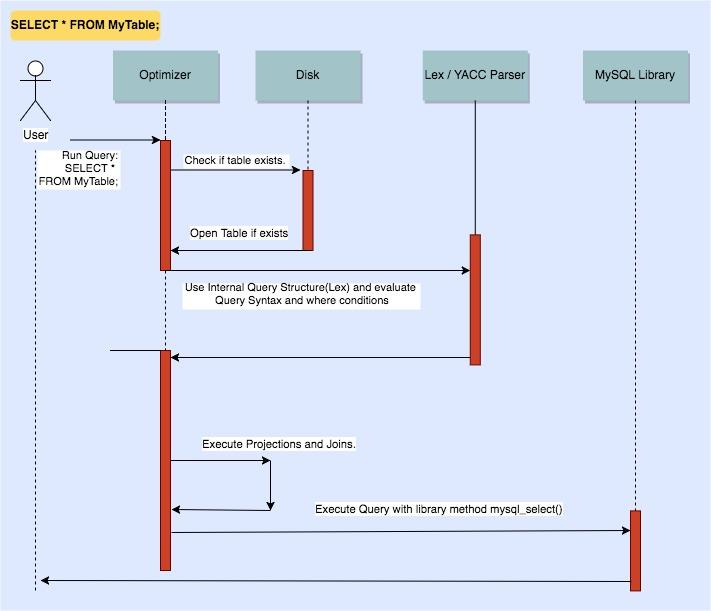 SELECT * FROM MyTable;
Optimizer
Disk
Lex / YACC Parser
MySQL Library
User
Run Query:
SELECT *
FROM MyTable;
Check if table exists.
Open Table if exists
Use Internal Query Structure(Lex) and evaluate
Query Syntax and where conditions
Execute Projections and Joins.
Execute Query with library method mysql_select()